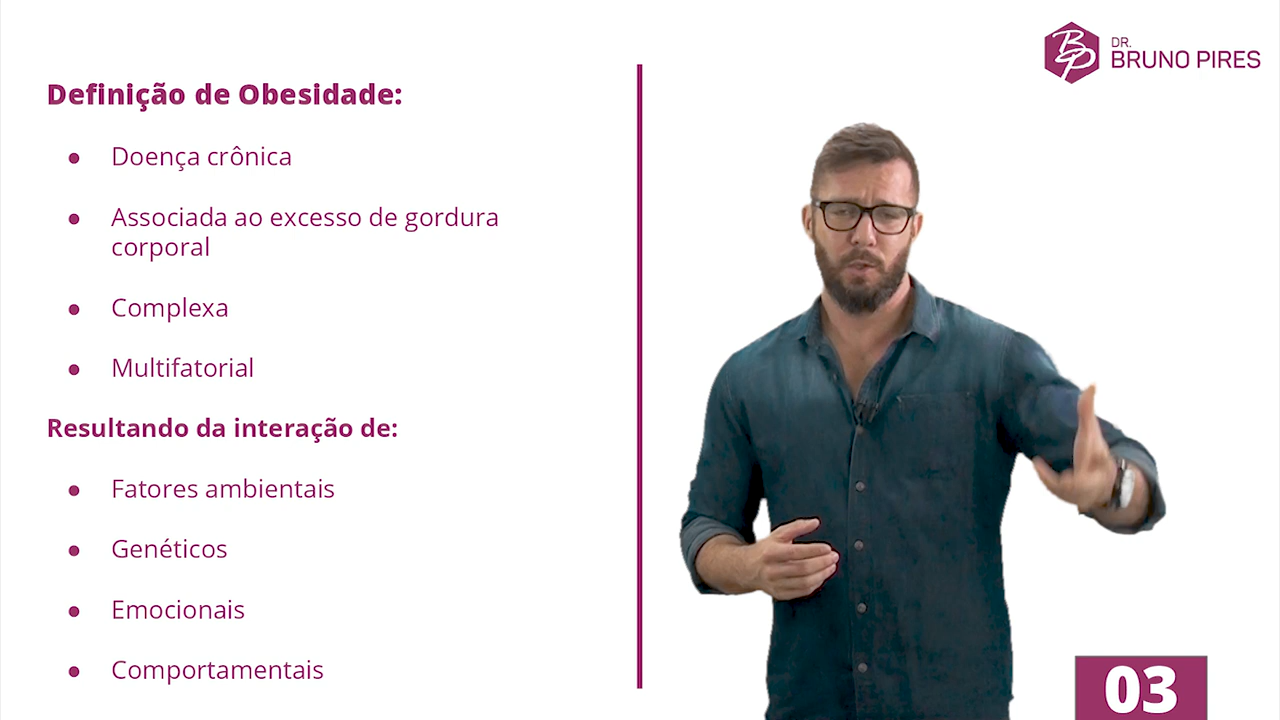 BP
DR.
BRUNO PIRES
Definição de Obesidade:
● Doença crônica
● Associada ao excesso de gordura
corporal
● Complexa
● Multifatorial
Resultando da interação de:
● Fatores ambientais
● Genéticos
● Emocionais
● Comportamentais
03